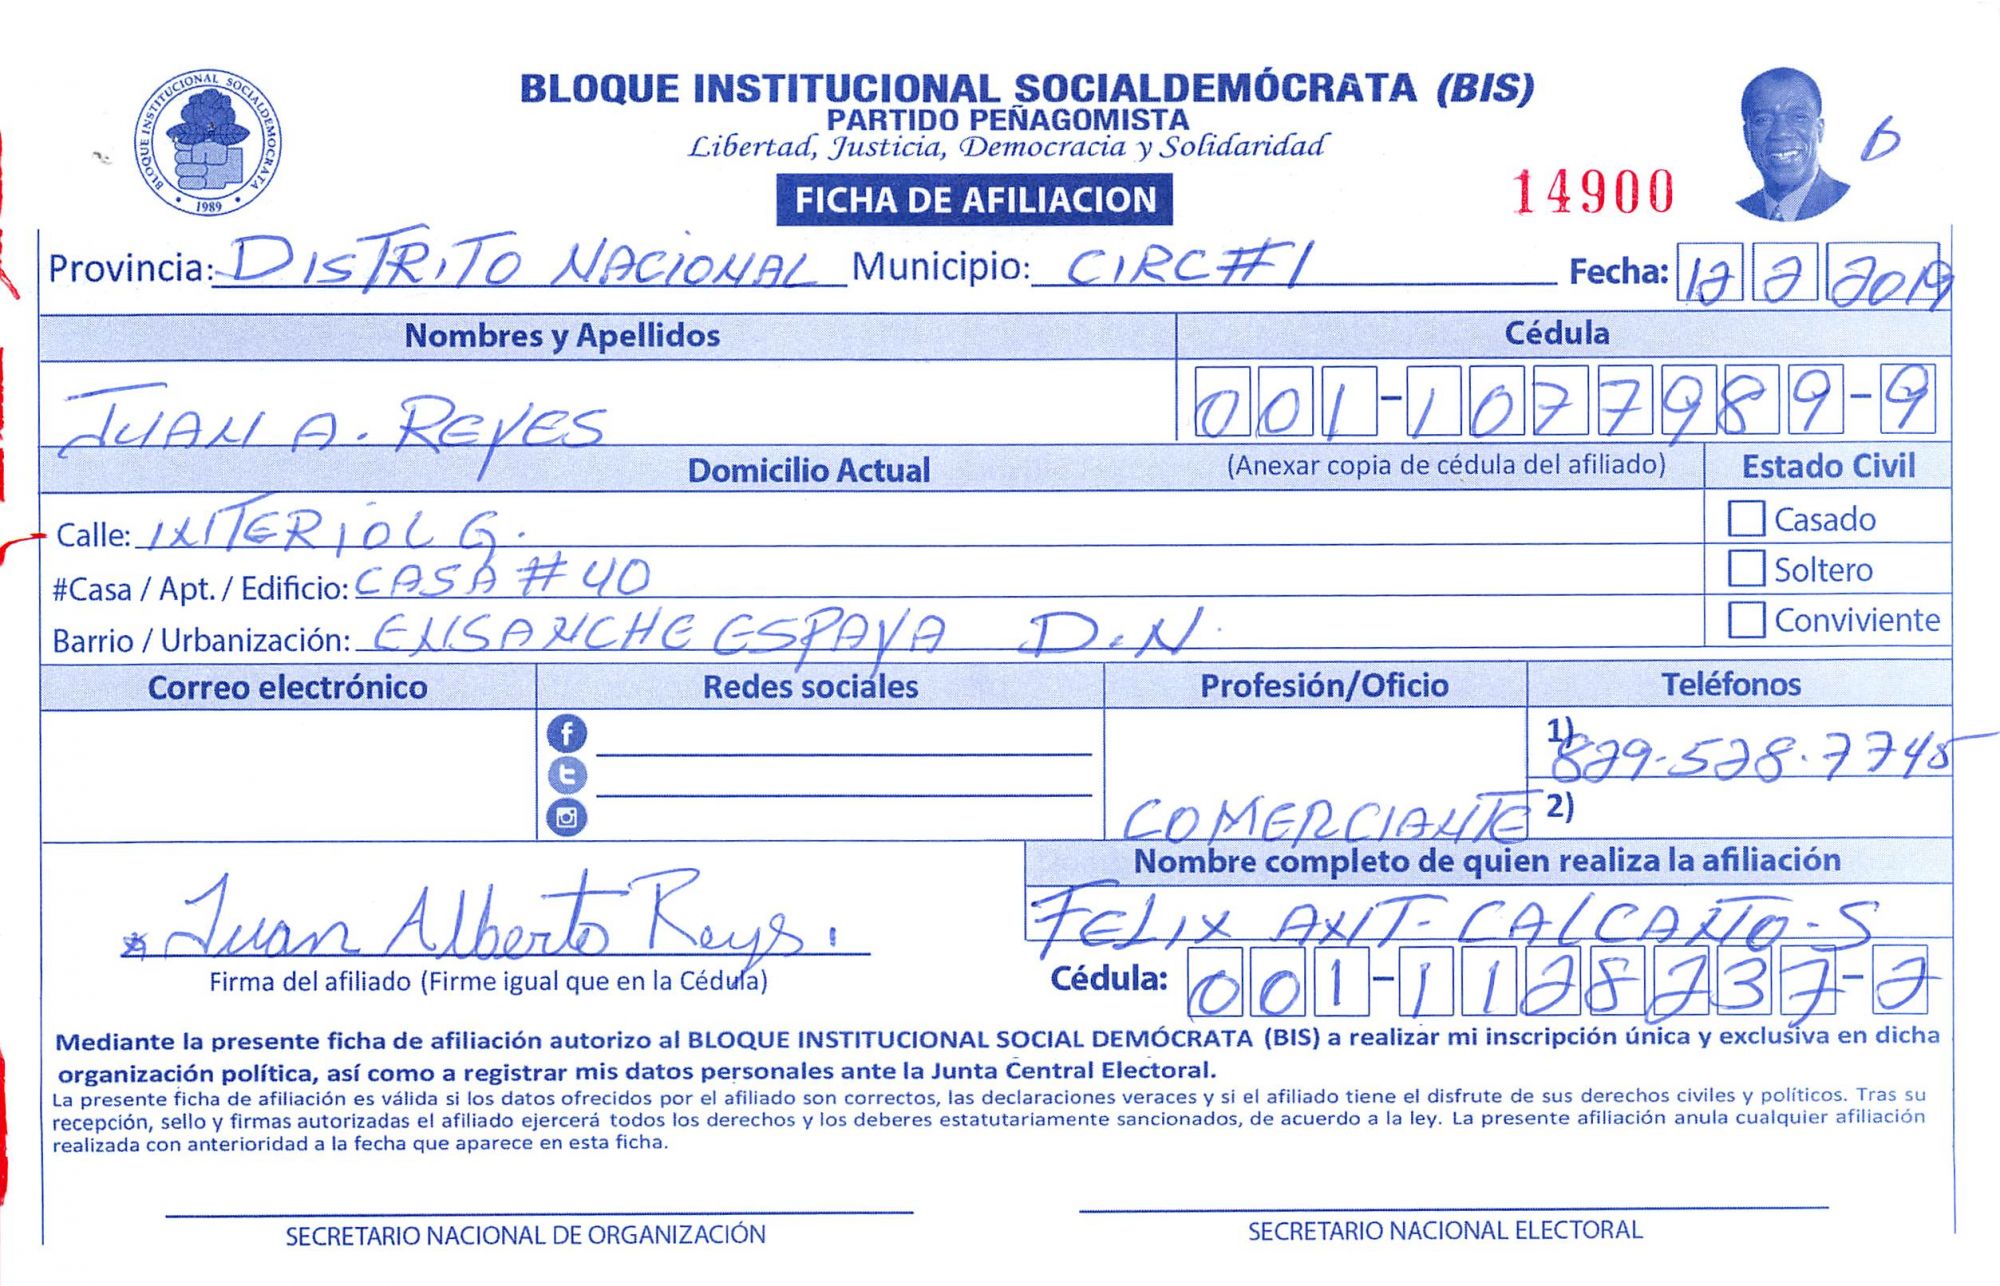 BLOQUE INSTITUCIONAL SOCIALDEMOCRATA
1989
BLOQUE INSTITUCIONAL SOCIALDEMÓCRATA (BIS)
PARTIDO PEÑAGOMISTA
Libertad, Justicia, Democracia y Solidaridad
FICHA DE AFILIACION
14900
Provincia: DISTRITO NACIONAL Municipio: CIRC#1 Fecha: 12 2 2019
Nombres y Apellidos Cédula
JUAN A. REYES 001-1077989-9
Domicilio Actual (Anexar copia de cédula del afiliado) Estado Civil
Calle: INTERIOL G. Casado
#Casa / Apt. / Edificio: CASA # 40 Soltero
Barrio / Urbanización: ENSANCHE ESPAYA D.N. Conviviente
Correo electrónico Redes sociales Profesión/Oficio Teléfonos
1) 829-528-7745
COMERCIANTE 2)
Nombre completo de quien realiza la afiliación
Juan Alberto Reys. FELIX CALCAÑTO-S
Firma del afiliado (Firme igual que en la Cédula) Cédula: 001-1128237-2
Mediante la presente ficha de afiliación autorizo al BLOQUE INSTITUCIONAL SOCIAL DEMÓCRATA (BIS) a realizar mi inscripción única y exclusiva en dicha
organización política, así como a registrar mis datos personales ante la Junta Central Electoral.
La presente ficha de afiliación es válida si los datos ofrecidos por el afiliado son correctos, las declaraciones veraces y si el afiliado tiene el disfrute de sus derechos civiles y políticos. Tras su
recepción, sello y firmas autorizadas el afiliado ejercerá todos los derechos y los deberes estatutariamente sancionados, de acuerdo a la ley. La presente afiliación anula cualquier afiliación
realizada con anterioridad a la fecha que aparece en esta ficha.
SECRETARIO NACIONAL DE ORGANIZACIÓN SECRETARIO NACIONAL ELECTORAL